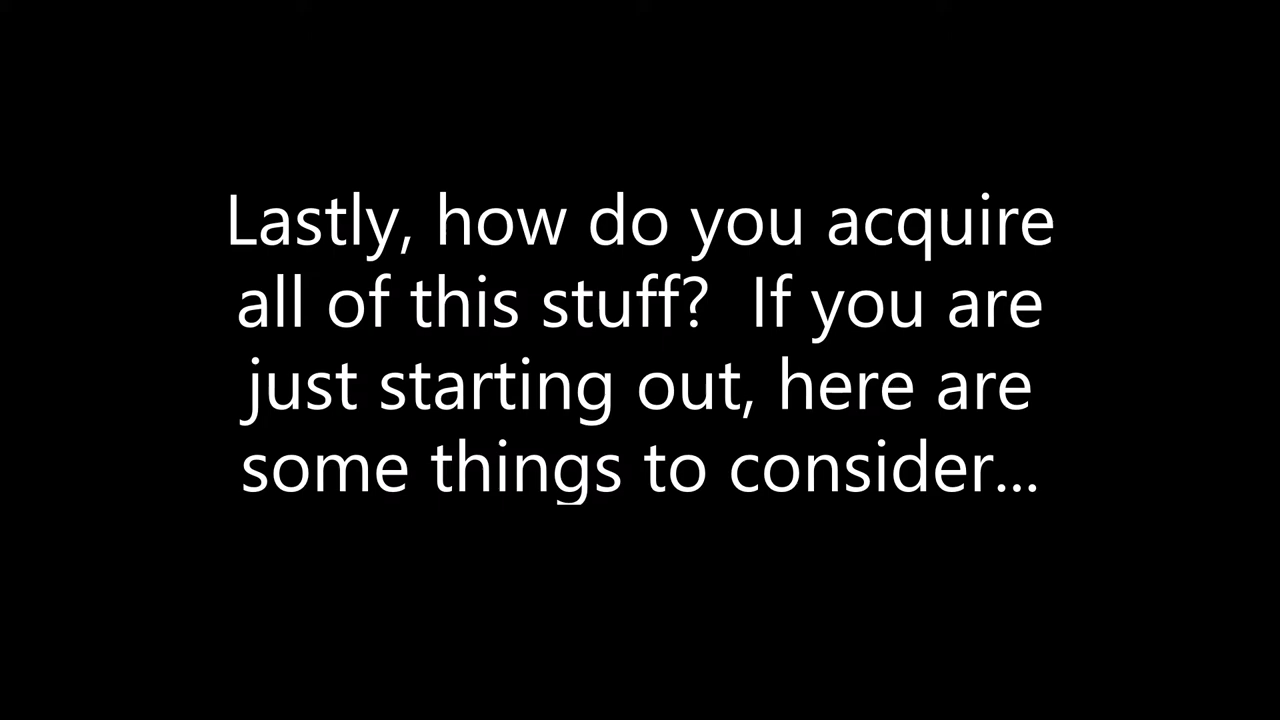 Lastly, how do you acquire
all of this stuff?  If you are
just starting out, here are
some things to consider...